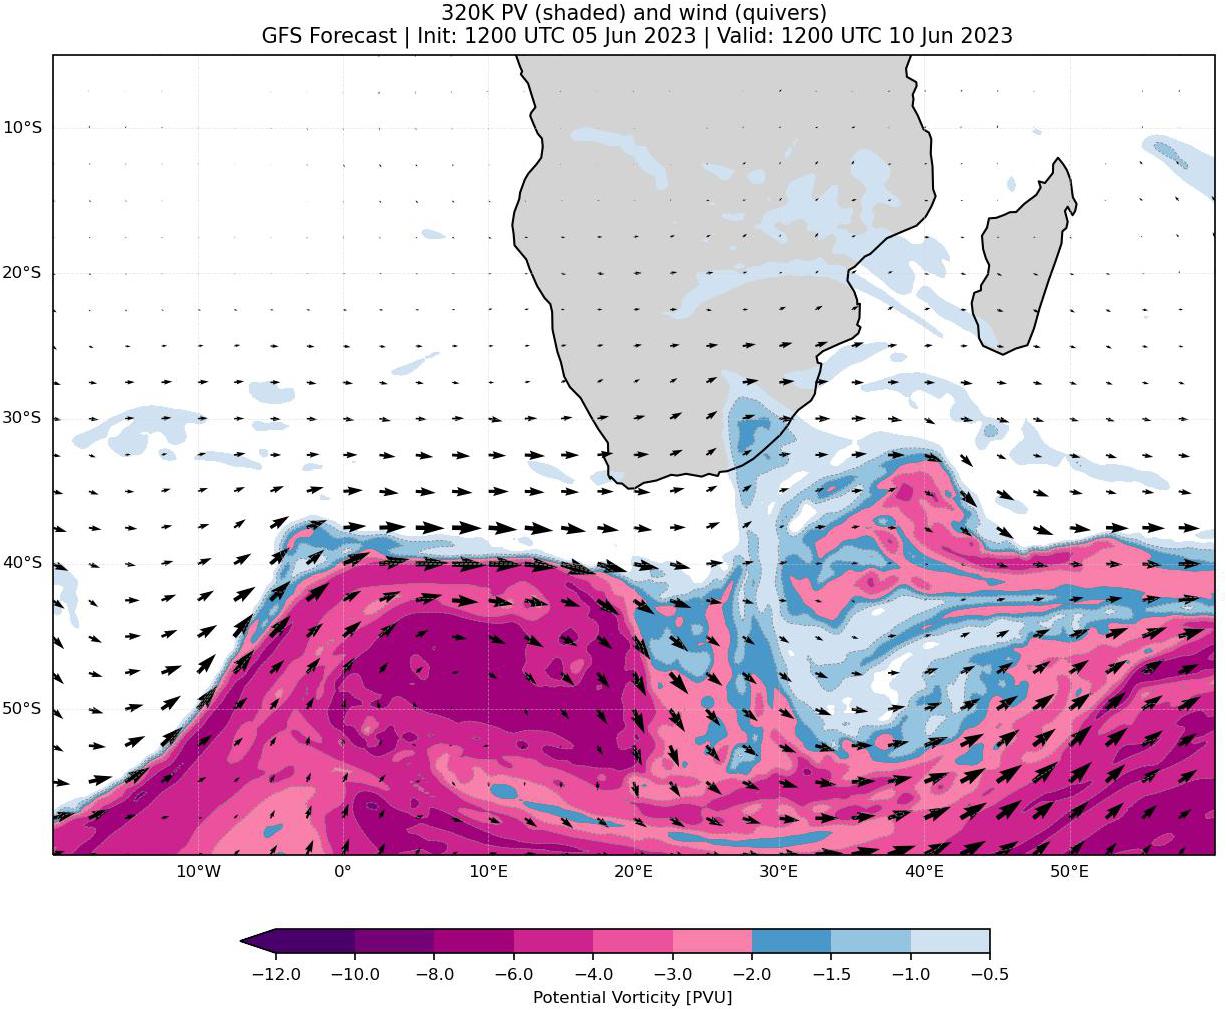 320K PV (shaded) and wind (quivers)
GFS Forecast | Init: 1200 UTC 05 Jun 2023 | Valid: 1200 UTC 10 Jun 2023
10°S
20°S
30°S
40°S
50°S
10°W 0° 10°E 20°E 30°E 40°E 50°E
−12.0 −10.0 −8.0 −6.0 −4.0 −3.0 −2.0 −1.5 −1.0 −0.5
Potential Vorticity [PVU]